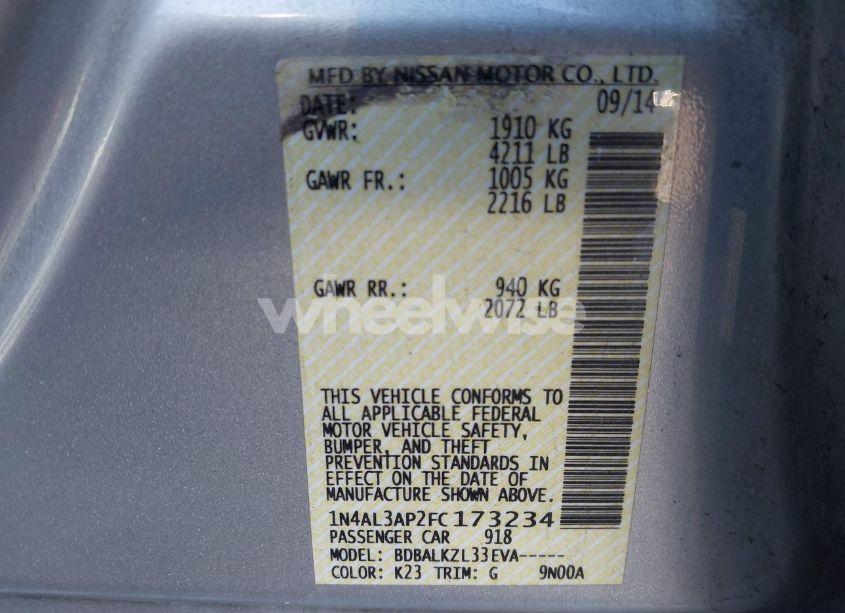 MFD BY NISSAN MOTOR CO., LTD.
DATE: 09/14
GVWR: 1910 KG
4211 LB
GAWR FR.: 1005 KG
2216 LB
GAWR RR.: 940 KG
2072 LB
wheelwise
THIS VEHICLE CONFORMS TO
ALL APPLICABLE FEDERAL
MOTOR VEHICLE SAFETY,
BUMPER, AND THEFT
PREVENTION STANDARDS IN
EFFECT ON THE DATE OF
MANUFACTURE SHOWN ABOVE.
1N4AL3AP2FC173234
PASSENGER CAR 918
MODEL: BDBALKZL33EVA-----
COLOR: K23 TRIM: G 9N00A